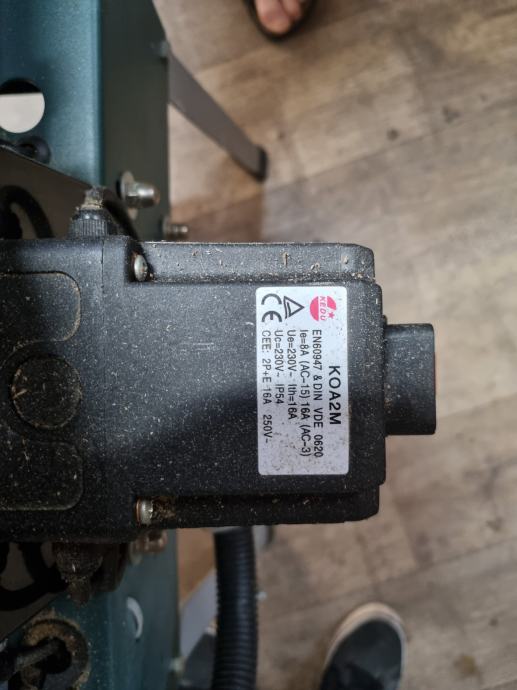 KEDU
KOA2M
EN60947 & DIN VDE 0620
Ie=8A (AC-15) 16A (AC-3)
Ue=230V~ Ith=16A
Uc=230V~ IP54
CEE: 2P+E 16A 250V~
CE